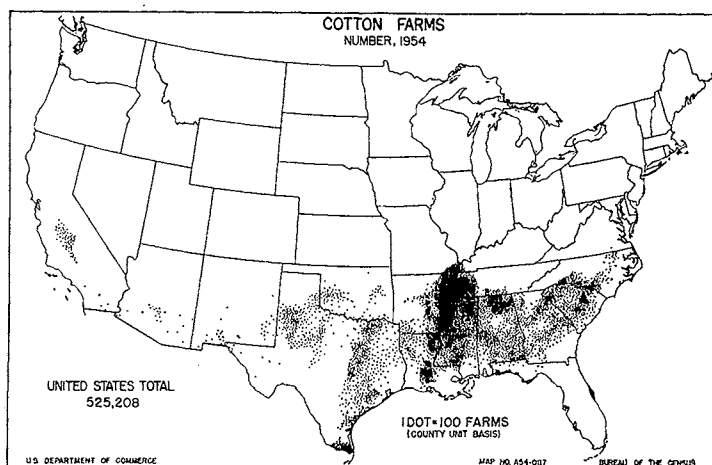 COTTON FARMS
NUMBER, 1954
UNITED STATES TOTAL
525,208
1 DOT=100 FARMS
(COUNTY UNIT BASIS)
U.S. DEPARTMENT OF COMMERCE
MAP NO. A54-007
BUREAU OF THE CENSUS